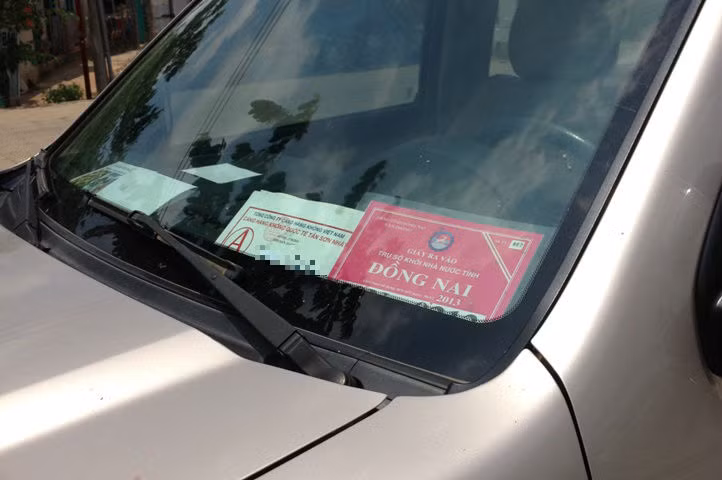 TỔNG CÔNG TY CẢNG HÀNG KHÔNG VIỆT NAM
CẢNG HÀNG KHÔNG QUỐC TẾ TÂN SƠN NHẤ
A
GIẤY RA VÀO
TRỤ SỞ KHỐI NHÀ NƯỚC TỈNH
ĐỒNG NAI
2013